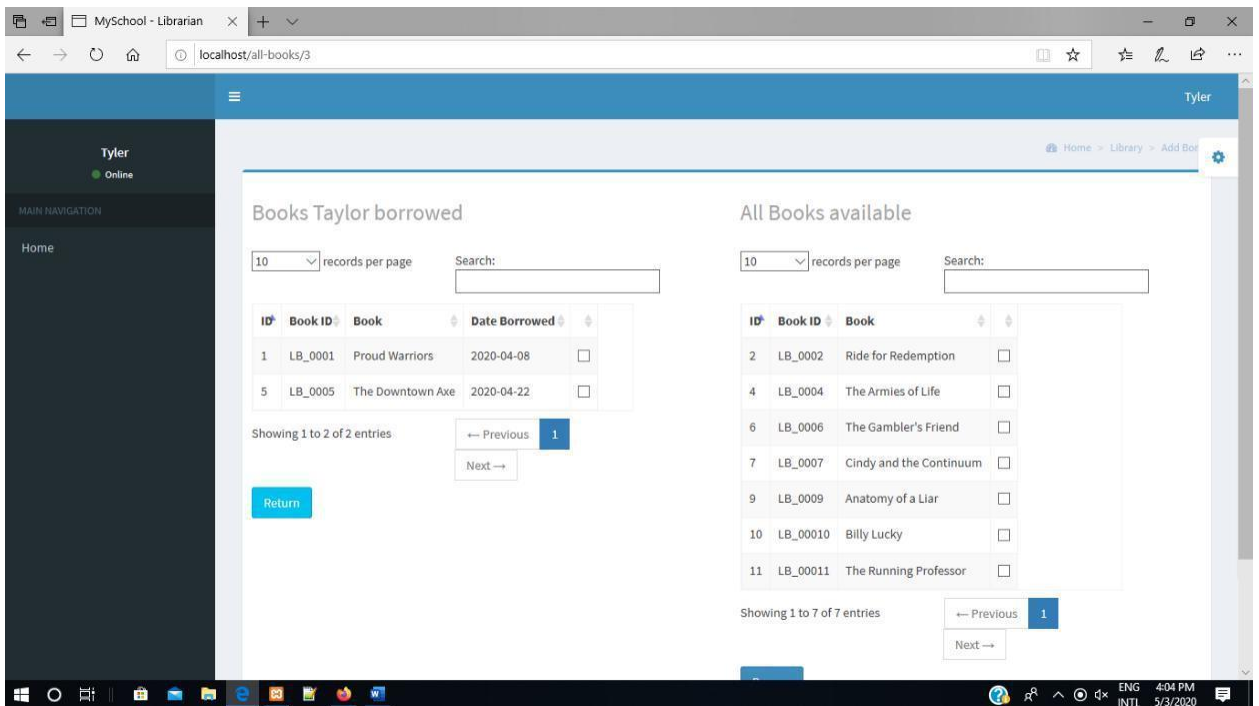 MySchool - Librarian
localhost/all-books/3
Tyler
Tyler
Online
MAIN NAVIGATION
Home
Home > Library > Add
Books Taylor borrowed
10 records per page Search:
ID Book ID Book Date Borrowed
1 LB_0001 Proud Warriors 2020-04-08
5 LB_0005 The Downtown Axe 2020-04-22
Showing 1 to 2 of 2 entries
← Previous 1
Next →
Return
All Books available
10 records per page Search:
ID Book ID Book
2 LB_0002 Ride for Redemption
4 LB_0004 The Armies of Life
6 LB_0006 The Gambler's Friend
7 LB_0007 Cindy and the Continuum
9 LB_0009 Anatomy of a Liar
10 LB_00010 Billy Lucky
11 LB_00011 The Running Professor
Showing 1 to 7 of 7 entries
← Previous 1
Next →
ENG 4:04 PM
INTL 5/3/2020